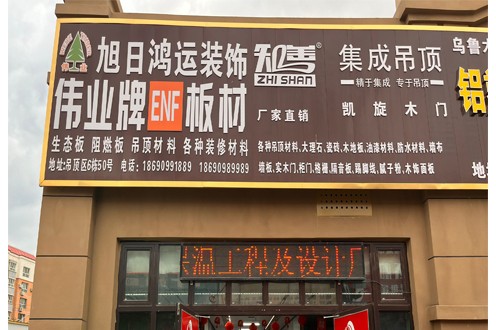 旭日鸿运装饰
伟业牌 ENF 板材
生态板 阻燃板 吊顶材料 各种装修材料
地址:吊顶区6栋50号 电话:18690991889 18690989989
知善
ZHI SHAN
厂家直销
集成吊顶
精于集成 专于吊顶
凯旋木门
各种吊顶材料、大理石、瓷砖、木地板、油漆材料、防水材料、墙布
墙板、实木门、柜门、格栅、隔音板、踢脚线、腻子粉、木饰面板
乌鲁木
铝
地
温工程及设计厂